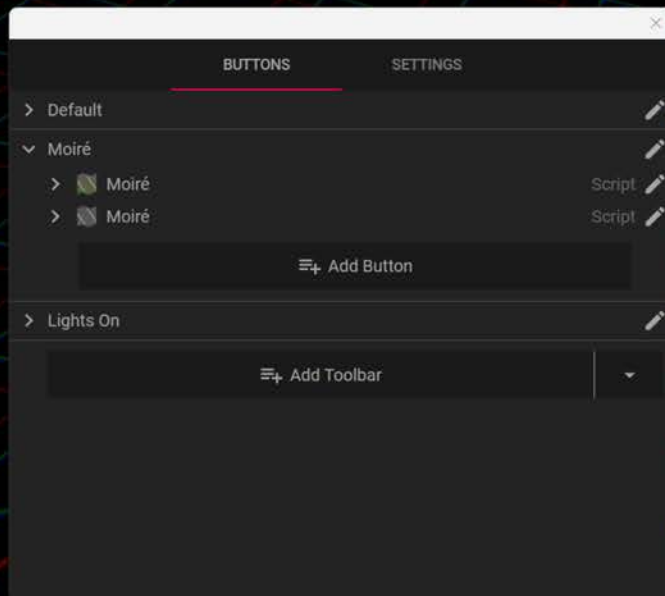 BUTTONS SETTINGS
Default
Moiré
Moiré Script
Moiré Script
Add Button
Lights On
Add Toolbar